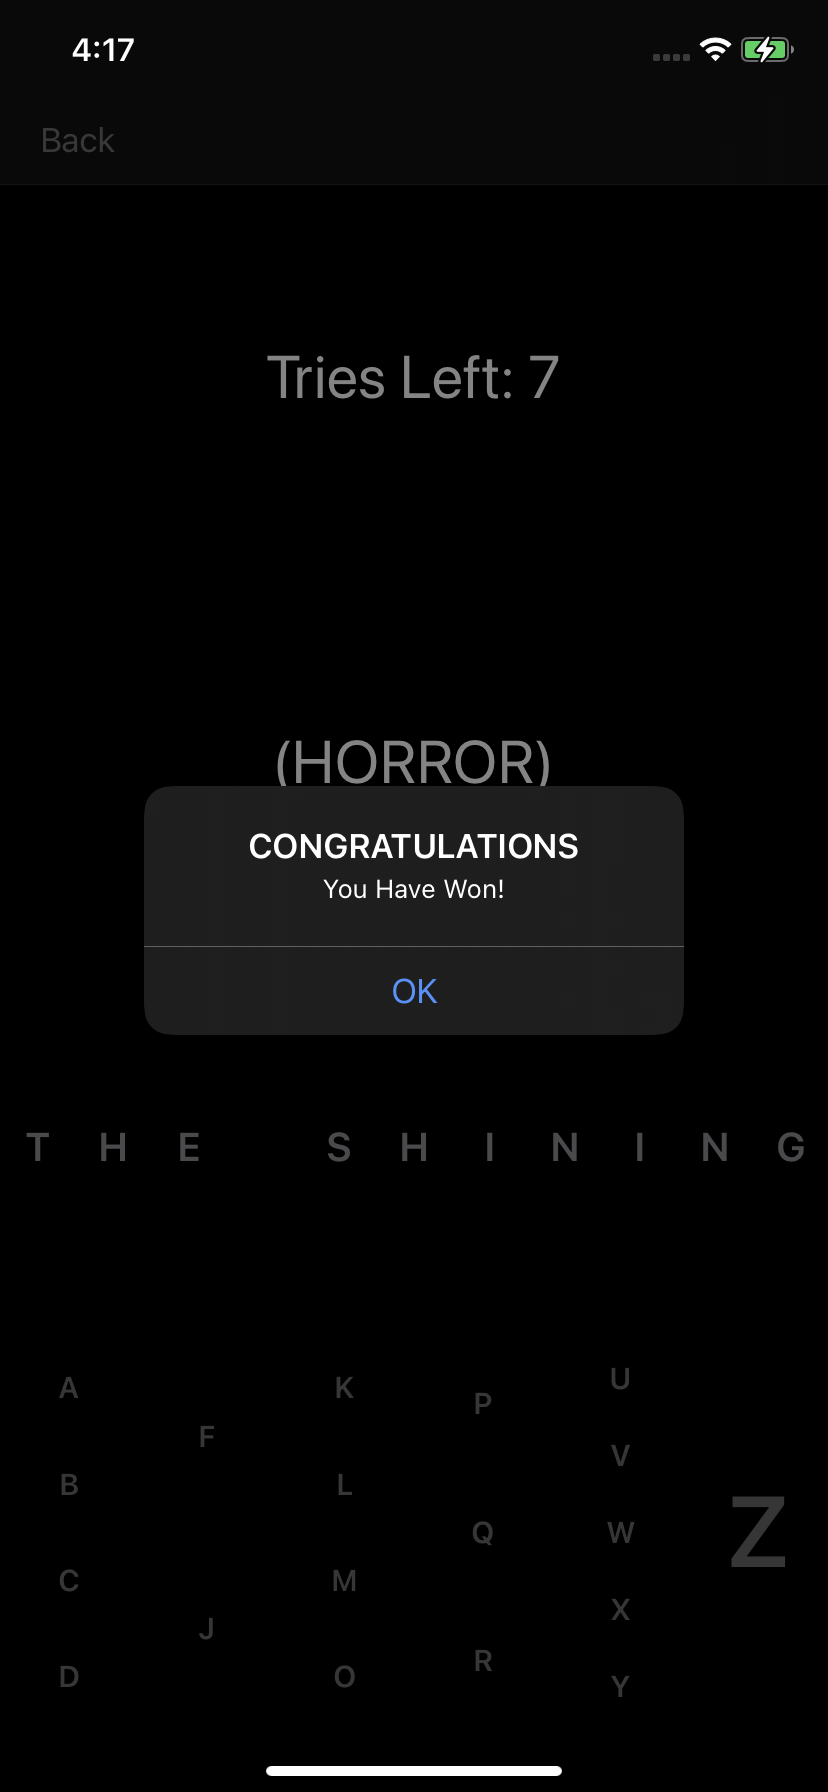 4:17
Back
Tries Left: 7
(HORROR)
CONGRATULATIONS
You Have Won!
OK
T H E S H I N I N G
A
B
C
D
F
J
K
L
M
O
P
Q
R
U
V
W
X
Y
Z